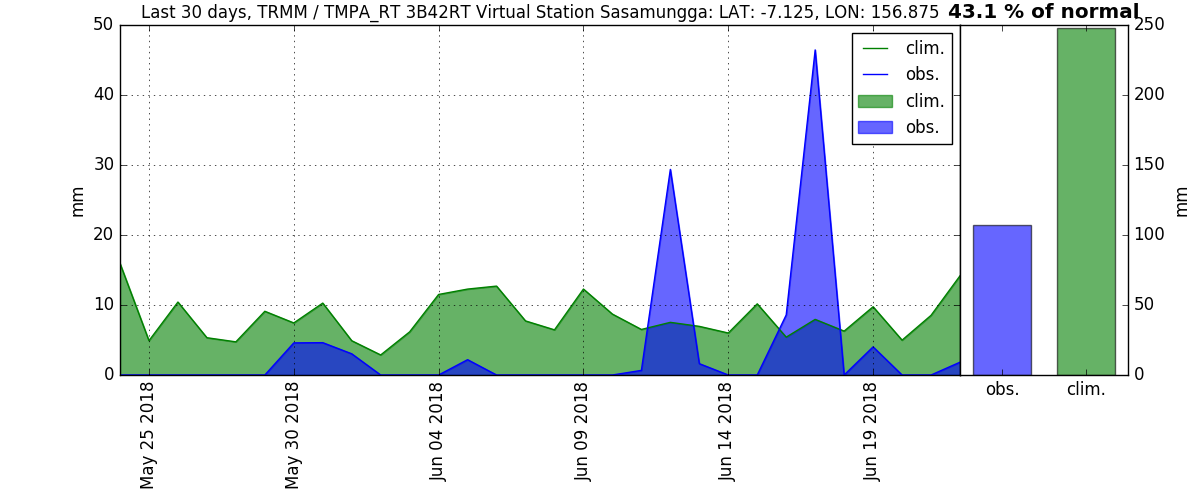 Last 30 days, TRMM / TMPA_RT 3B42RT Virtual Station Sasamungga: LAT: -7.125, LON: 156.875
43.1 % of normal
50
40
30
20
10
0
mm
clim.
obs.
clim.
obs.
250
200
150
100
50
0
mm
May 25 2018
May 30 2018
Jun 04 2018
Jun 09 2018
Jun 14 2018
Jun 19 2018
obs.
clim.